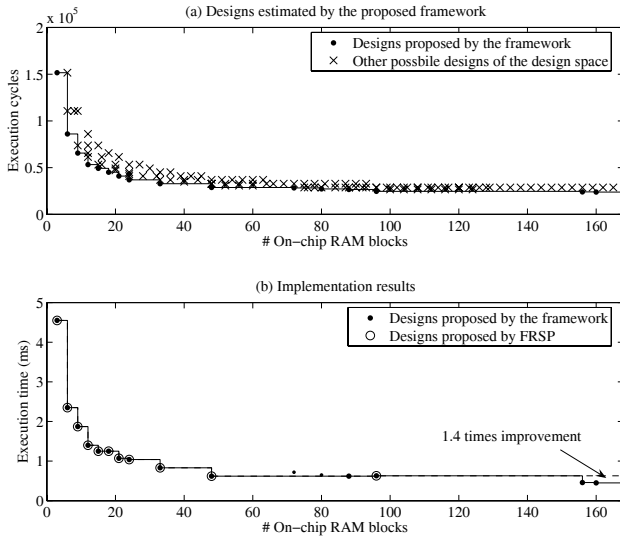 (a) Designs estimated by the proposed framework
x 10^5
2
1.5
1
0.5
0
Execution cycles
Designs proposed by the framework
Other possbile designs of the design space
0 20 40 60 80 100 120 140 160
# On−chip RAM blocks
(b) Implementation results
5
4
3
2
1
0
Execution time (ms)
Designs proposed by the framework
Designs proposed by FRSP
1.4 times improvement
0 20 40 60 80 100 120 140 160
# On−chip RAM blocks